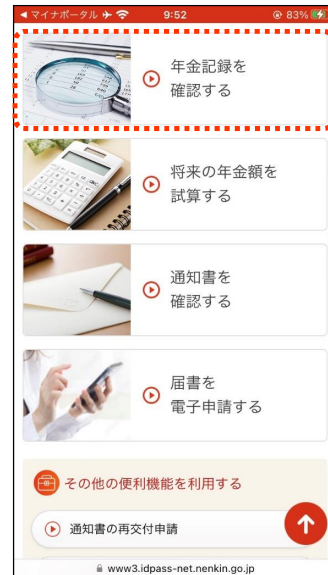 ◀マイナポータル 9:52 83%
年金記録を
確認する
将来の年金額を
試算する
通知書を
確認する
届書を
電子申請する
その他の便利機能を利用する
通知書の再交付申請
www3.idpass-net.nenkin.go.jp